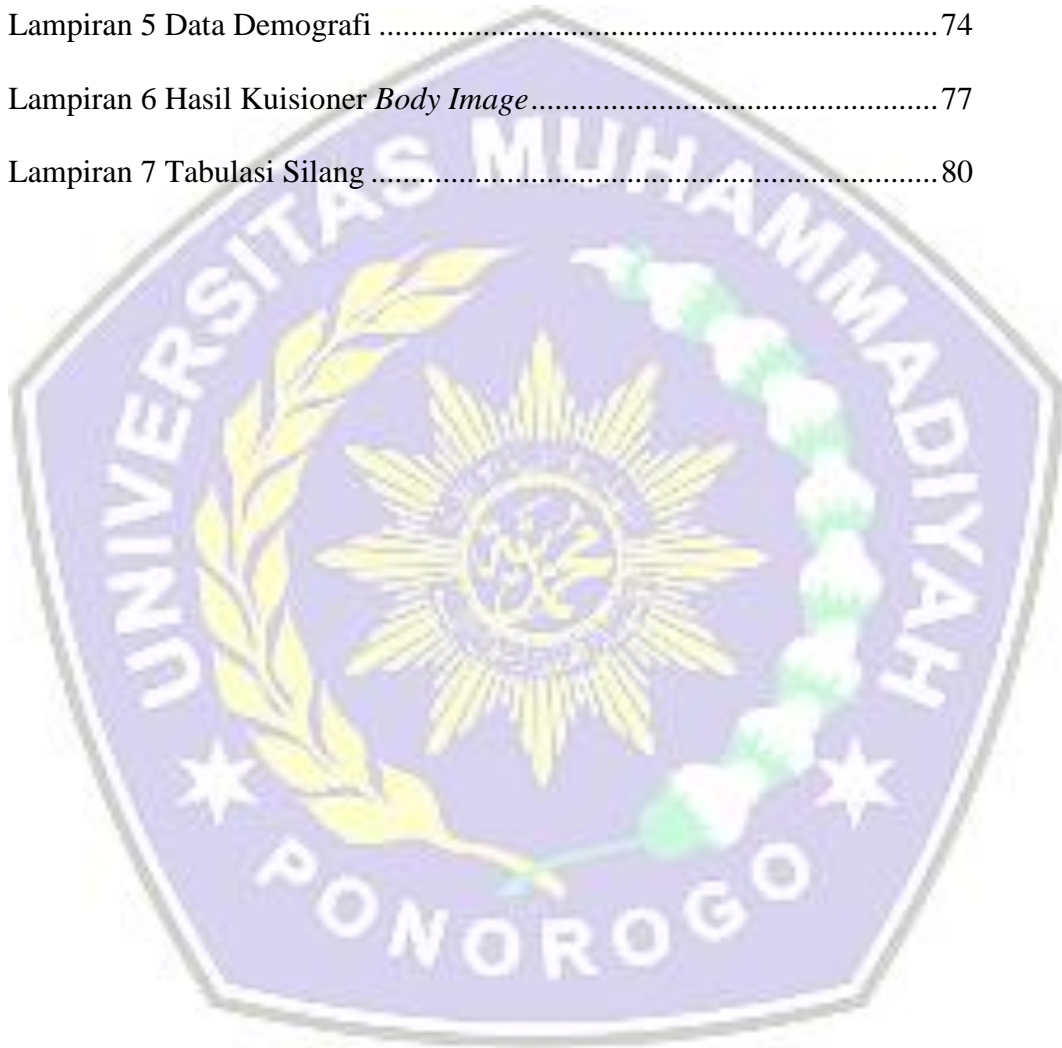 Lampiran 5 Data Demografi ..................................................................... 74
Lampiran 6 Hasil Kuisioner Body Image .................................................. 77
Lampiran 7 Tabulasi Silang ...................................................................... 80
UNIVERSITAS MUHAMMADIYAH
PONOROGO